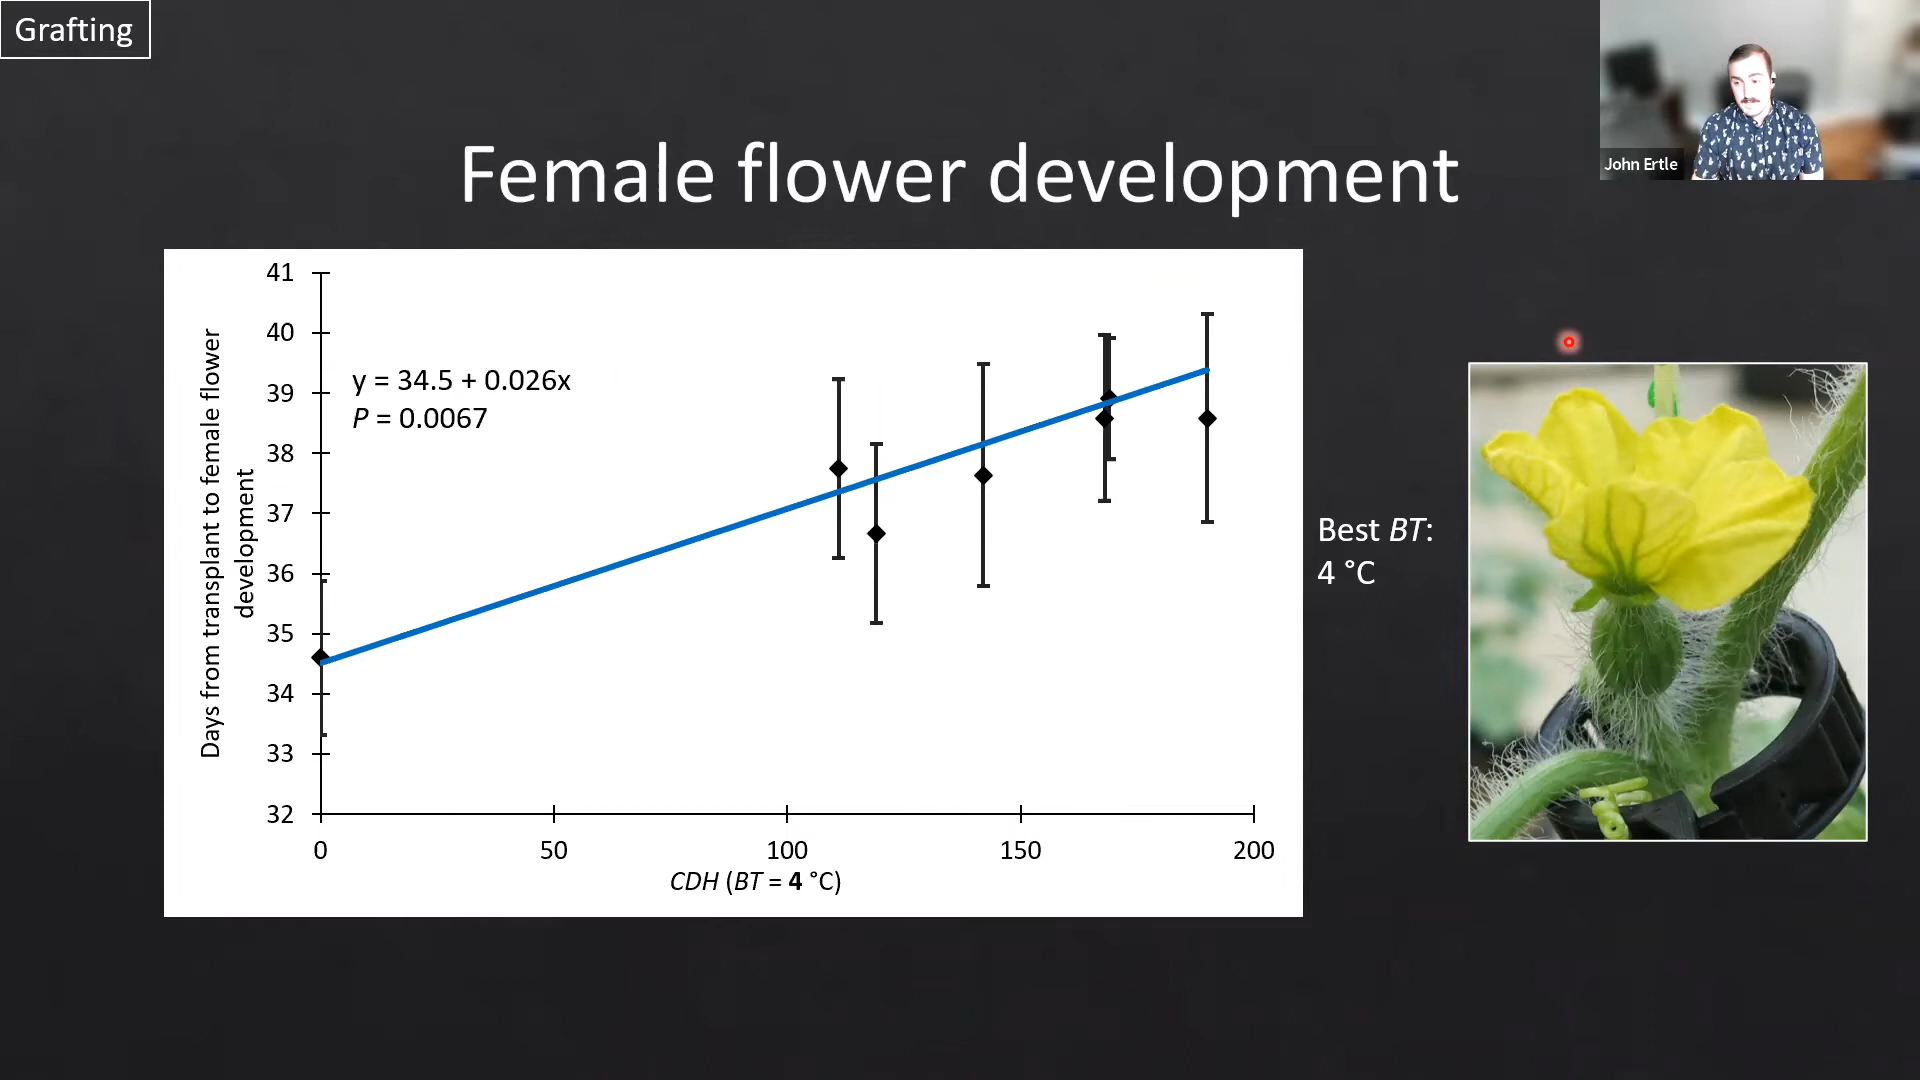 Grafting
John Ertle
Female flower development
41
40
39
38
37
36
35
34
33
32
Days from transplant to female flower
development
y = 34.5 + 0.026x
P = 0.0067
0
50
100
150
200
CDH (BT = 4 °C)
Best BT:
4 °C